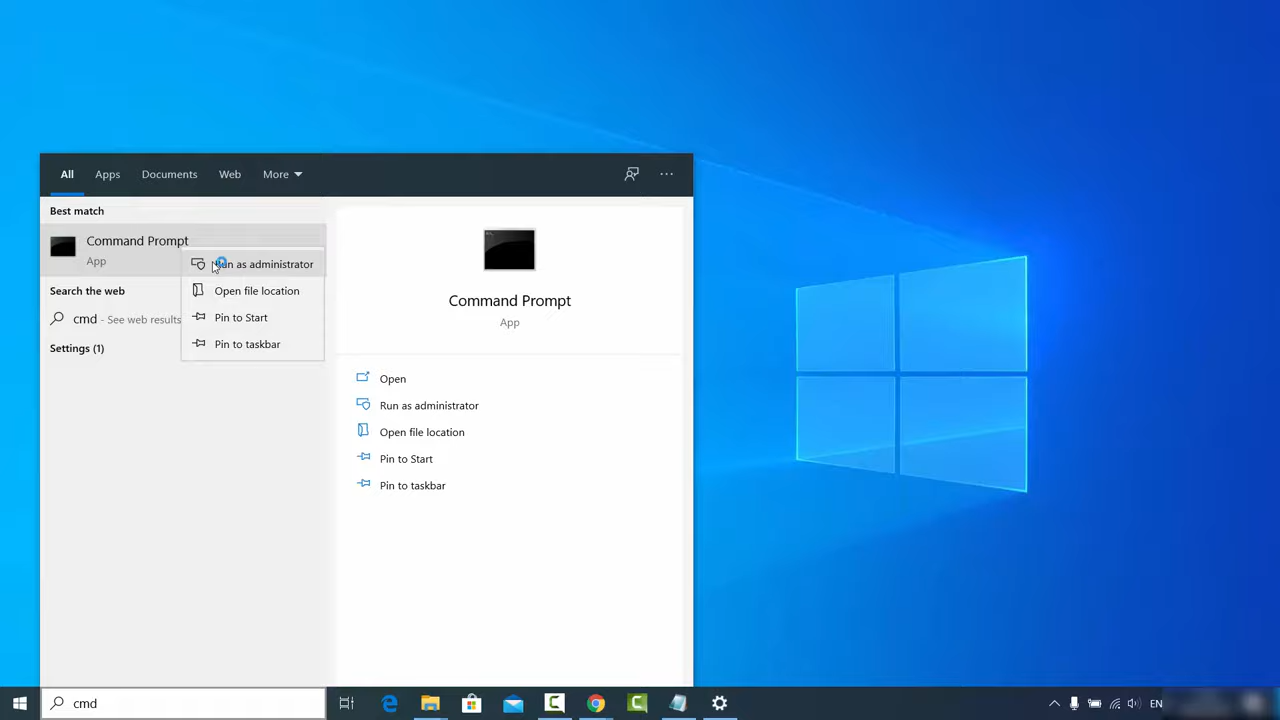 All Apps Documents Web More
Best match
Command Prompt
App
Search the web
cmd - See web results
Settings (1)
Run as administrator
Open file location
Pin to Start
Pin to taskbar
Command Prompt
App
Open
Run as administrator
Open file location
Pin to Start
Pin to taskbar
cmd
EN